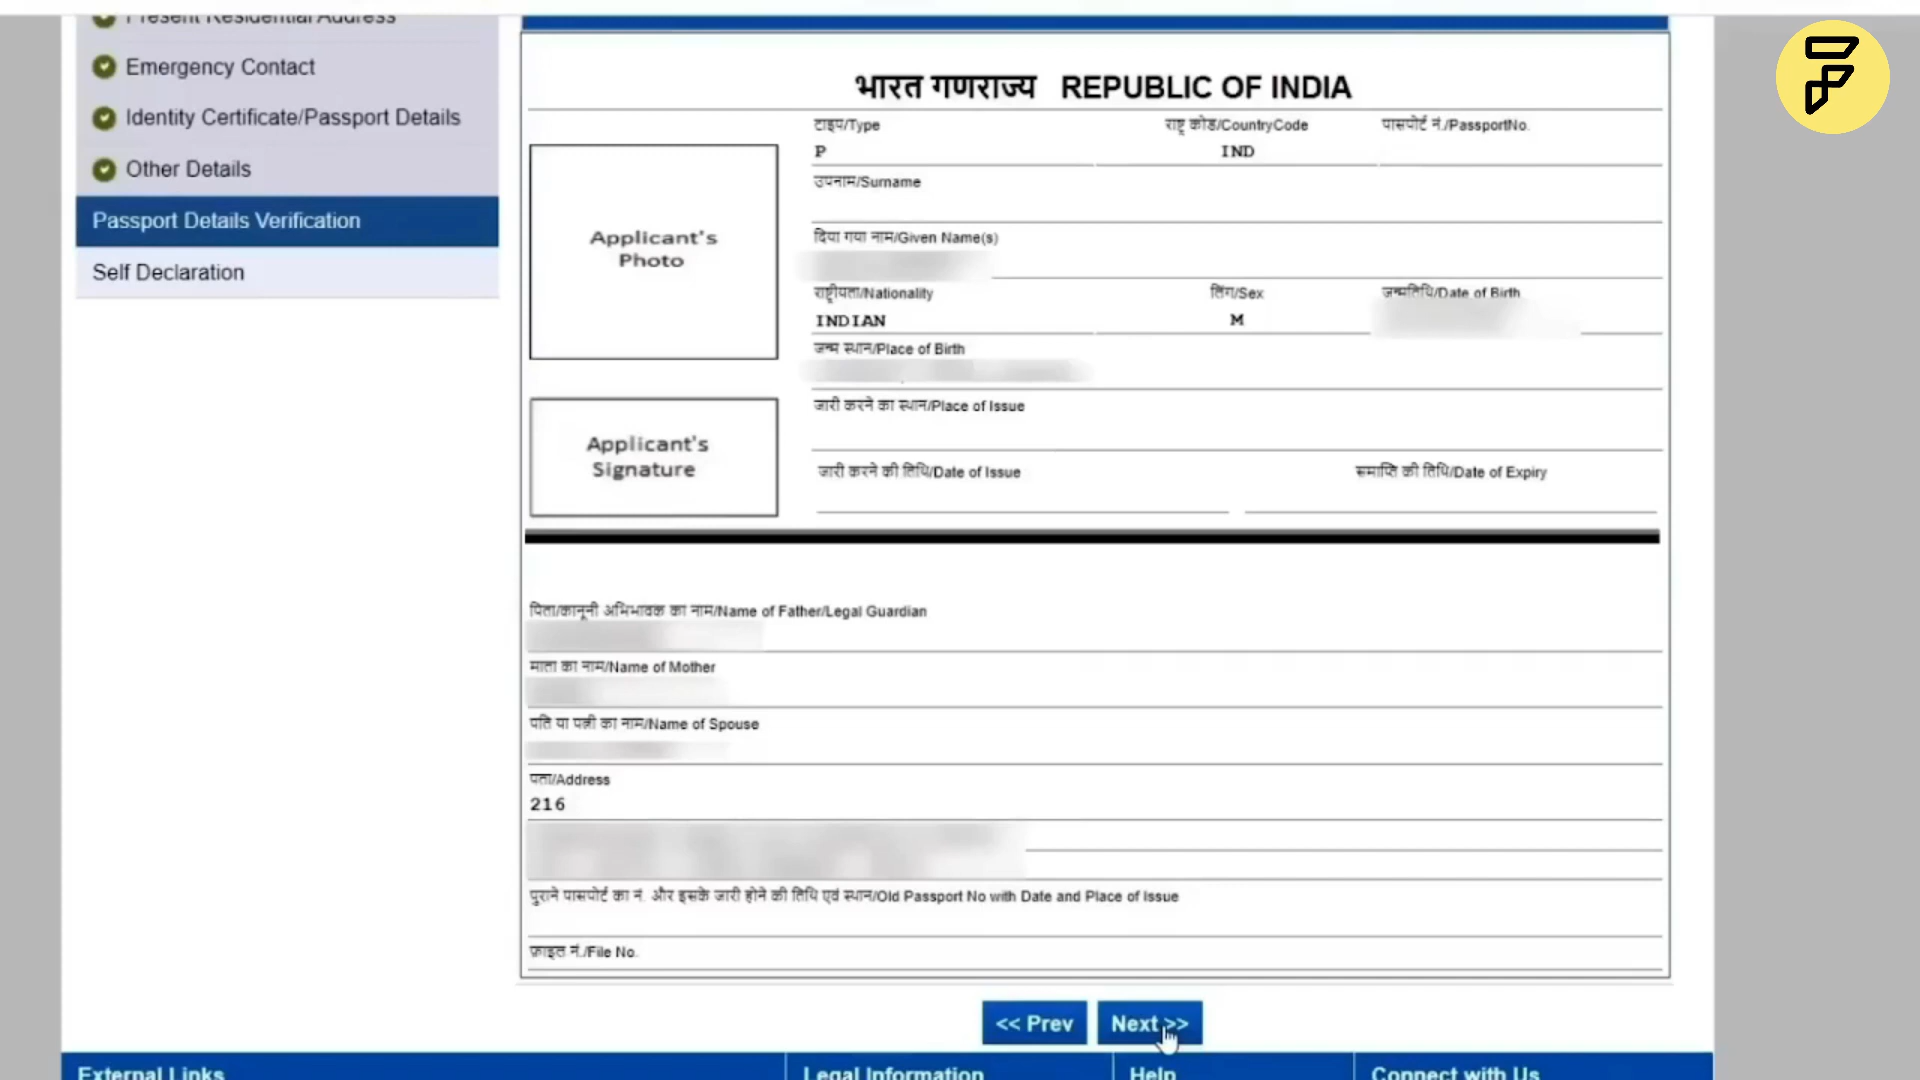 Present Residential Address
Emergency Contact
Identity Certificate/Passport Details
Other Details
Passport Details Verification
Self Declaration
भारत गणराज्य REPUBLIC OF INDIA
टाइप/Type
राष्ट्र कोड/CountryCode
पासपोर्ट नं./PassportNo.
P
IND
उपनाम/Surname
दिया गया नाम/Given Name(s)
राष्ट्रीयता/Nationality
लिंग/Sex
जन्मतिथि/Date of Birth
INDIAN
M
जन्म स्थान/Place of Birth
जारी करने का स्थान/Place of Issue
जारी करने की तिथि/Date of Issue
समाप्ति की तिथि/Date of Expiry
Applicant's
Photo
Applicant's
Signature
पिता/कानूनी अभिभावक का नाम/Name of Father/Legal Guardian
माता का नाम/Name of Mother
पति या पत्नी का नाम/Name of Spouse
पता/Address
216
पुराने पासपोर्ट का नं. और इसके जारी होने की तिथि एवं स्थान/Old Passport No with Date and Place of Issue
फ़ाइल नं./File No.
<< Prev
Next >>
External Links
Legal Information
Help
Connect with Us